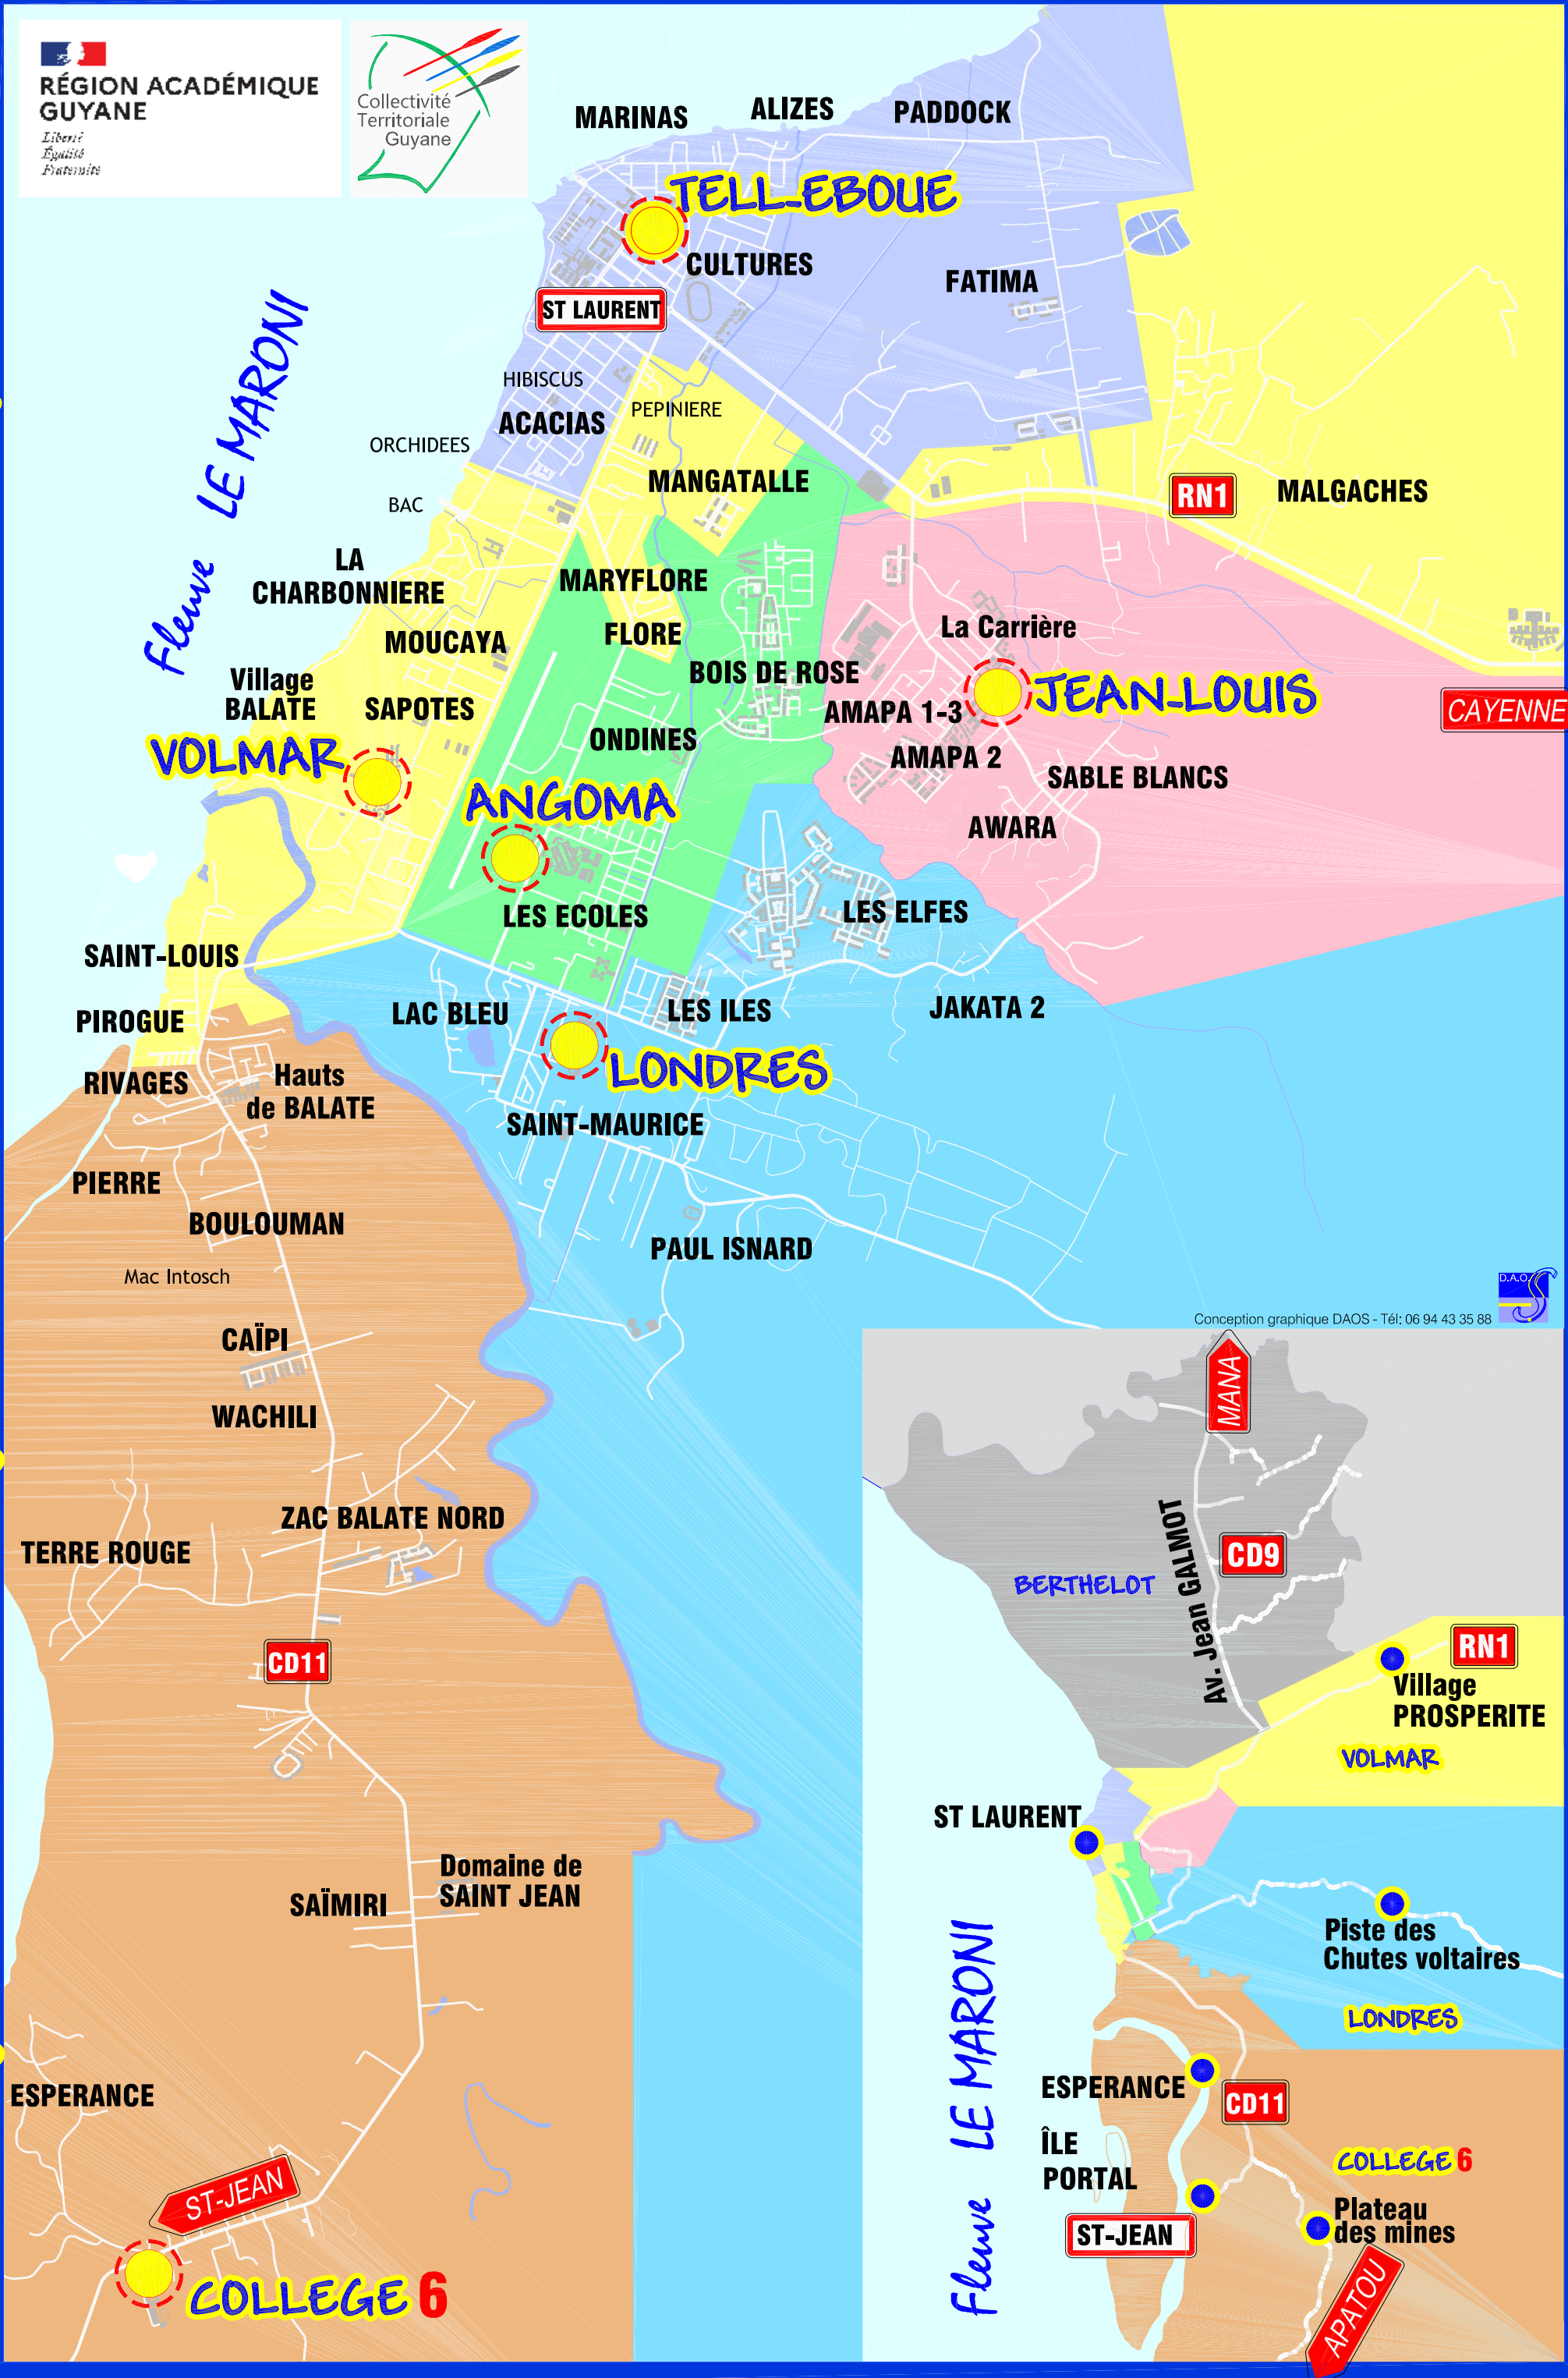 RÉGION ACADÉMIQUE
GUYANE
Liberté
Égalité
Fraternité
Collectivité
Territoriale
Guyane
MARINAS
ALIZES
PADDOCK
TELL-EBOUE
CULTURES
FATIMA
ST LAURENT
Fleuve LE MARONI
HIBISCUS
ACACIAS
PEPINIERE
ORCHIDEES
MANGATALLE
BAC
RN1
MALGACHES
LA
CHARBONNIERE
MARYFLORE
MOUCAYA
FLORE
La Carrière
BOIS DE ROSE
Village
BALATE
SAPOTES
JEAN-LOUIS
AMAPA 1-3
CAYENNE
ONDINES
VOLMAR
AMAPA 2
SABLE BLANCS
ANGOMA
AWARA
LES ECOLES
LES ELFES
SAINT-LOUIS
PIROGUE
LAC BLEU
LES ILES
JAKATA 2
LONDRES
RIVAGES
Hauts
de BALATE
SAINT-MAURICE
PIERRE
BOULOUMAN
PAUL ISNARD
Mac Intosch
D.A.O.
Conception graphique DAOS - Tél: 06 94 43 35 88
CAÏPI
WACHILI
ZAC BALATE NORD
TERRE ROUGE
CD11
SAÏMIRI
Domaine de
SAINT JEAN
ESPERANCE
ST-JEAN
COLLEGE 6
MANA
Av. Jean GALMOT
CD9
BERTHELOT
RN1
Village
PROSPERITE
VOLMAR
ST LAURENT
Piste des
Chutes voltaires
LONDRES
Fleuve LE MARONI
ESPERANCE
CD11
ÎLE
PORTAL
COLLEGE 6
ST-JEAN
Plateau
des mines
APATOU